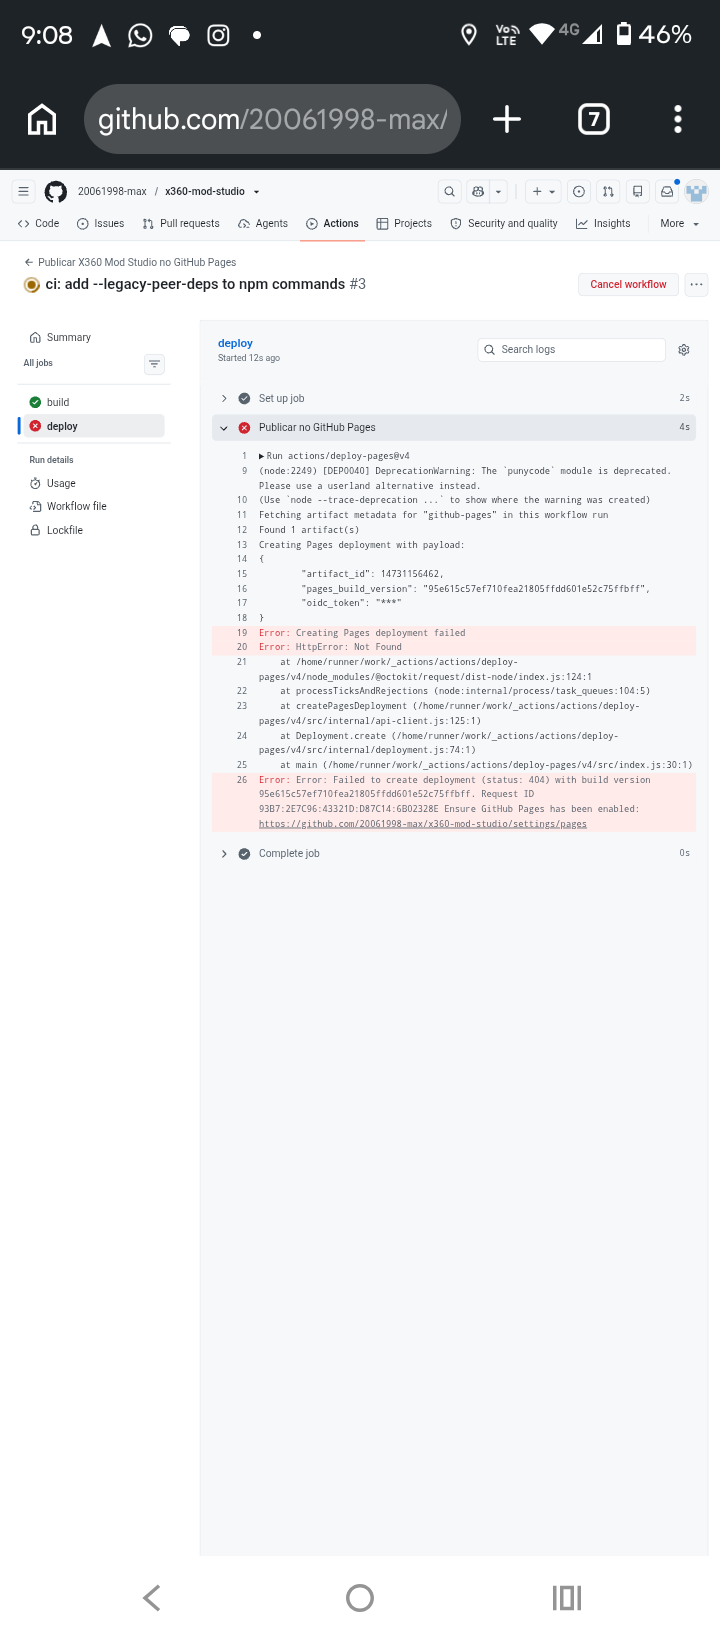 9:08
Vo)) LTE
4G
46%
github.com/20061998-max/
7
20061998-max / x360-mod-studio
Code Issues Pull requests Agents Actions Projects Security and quality Insights More
Publicar X360 Mod Studio no GitHub Pages
ci: add --legacy-peer-deps to npm commands #3
Cancel workflow
Summary
All jobs
build
deploy
Run details
Usage
Workflow file
Lockfile
deploy
Started 12s ago
Search logs
Set up job 2s
Publicar no GitHub Pages 4s
1 ▶ Run actions/deploy-pages@v4
9 (node:2249) [DEP0040] DeprecationWarning: The `punycode` module is deprecated.
Please use a userland alternative instead.
10 (Use `node --trace-deprecation ...` to show where the warning was created)
11 Fetching artifact metadata for "github-pages" in this workflow run
12 Found 1 artifact(s)
13 Creating Pages deployment with payload:
14 {
15 "artifact_id": 14731156462,
16 "pages_build_version": "95e615c57ef710fea21805ffdd601e52c75ffbff",
17 "oidc_token": "***"
18 }
19 Error: Creating Pages deployment failed
20 Error: HttpError: Not Found
21 at /home/runner/work/_actions/actions/deploy-
pages/v4/node_modules/@octokit/request/dist-node/index.js:124:1
22 at processTicksAndRejections (node:internal/process/task_queues:104:5)
23 at createPagesDeployment (/home/runner/work/_actions/actions/deploy-
pages/v4/src/internal/api-client.js:125:1)
24 at Deployment.create (/home/runner/work/_actions/actions/deploy-
pages/v4/src/internal/deployment.js:74:1)
25 at main (/home/runner/work/_actions/actions/deploy-pages/v4/src/index.js:30:1)
26 Error: Error: Failed to create deployment (status: 404) with build version
95e615c57ef710fea21805ffdd601e52c75ffbff. Request ID
93B7:2E7C96:43321D:D87C14:6B02328E Ensure GitHub Pages has been enabled:
https://github.com/20061998-max/x360-mod-studio/settings/pages
Complete job 0s